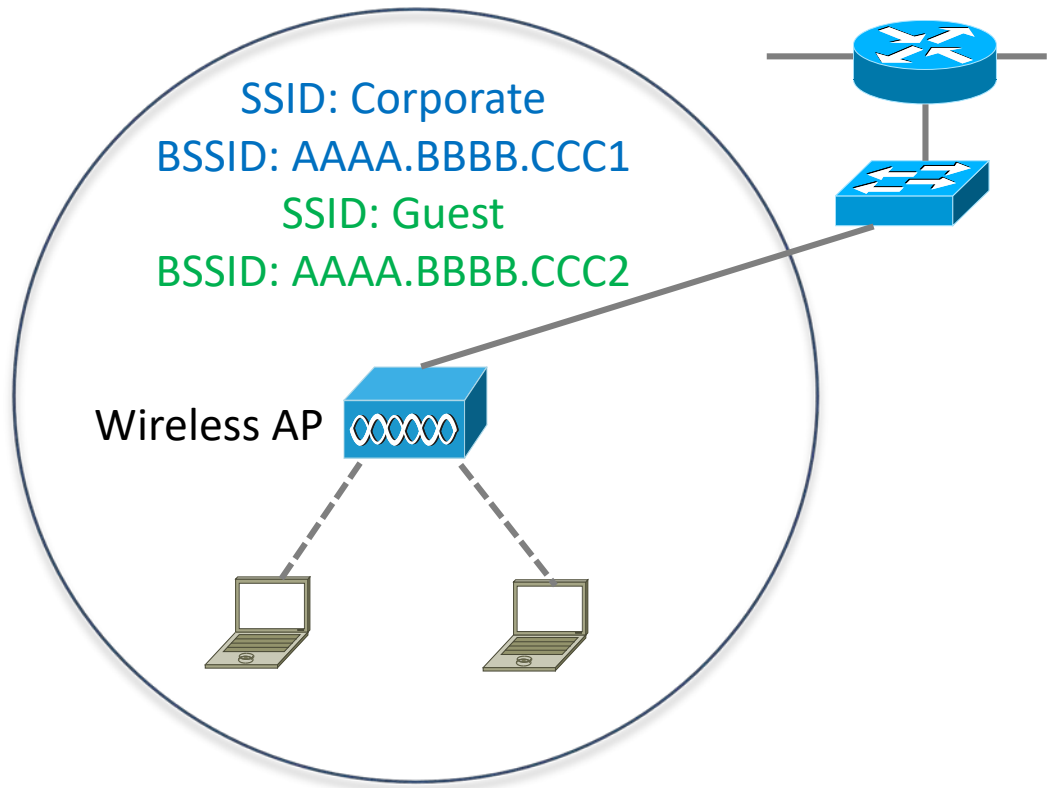 SSID: Corporate
BSSID: AAAA.BBBB.CCC1
SSID: Guest
BSSID: AAAA.BBBB.CCC2
Wireless AP